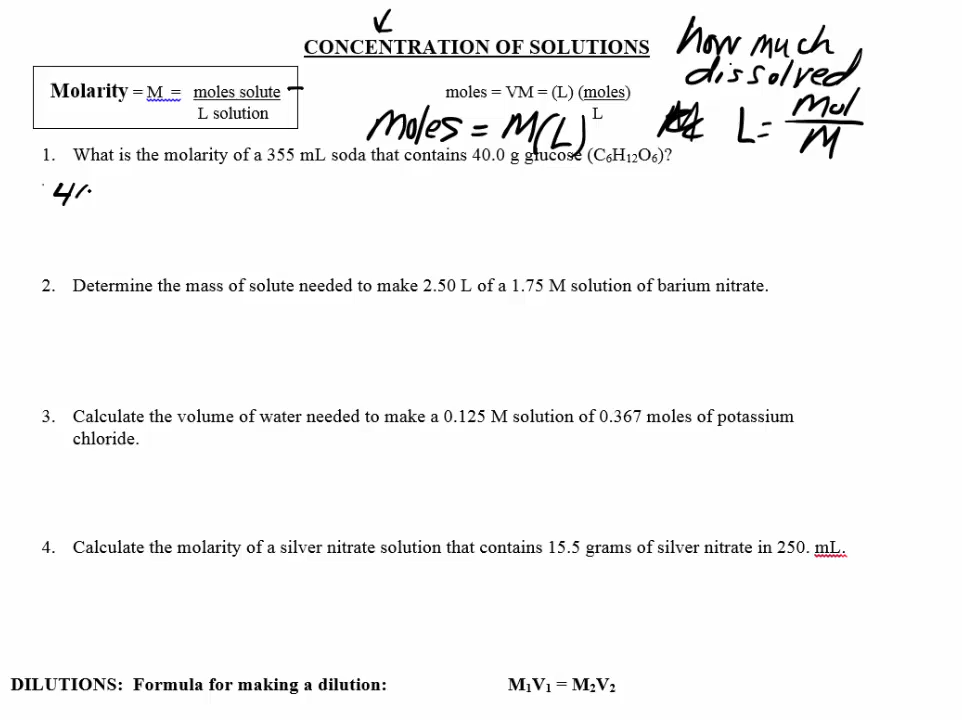 CONCENTRATION OF SOLUTIONS
how much
dissolved
Molarity = M = moles solute
L solution
moles = VM = (L) (moles)
L
moles = M(L)
L = mol
M
1. What is the molarity of a 355 mL soda that contains 40.0 g glucose (C₆H₁₂O₆)?
2. Determine the mass of solute needed to make 2.50 L of a 1.75 M solution of barium nitrate.
3. Calculate the volume of water needed to make a 0.125 M solution of 0.367 moles of potassium
chloride.
4. Calculate the molarity of a silver nitrate solution that contains 15.5 grams of silver nitrate in 250. mL.
DILUTIONS: Formula for making a dilution: M₁V₁ = M₂V₂